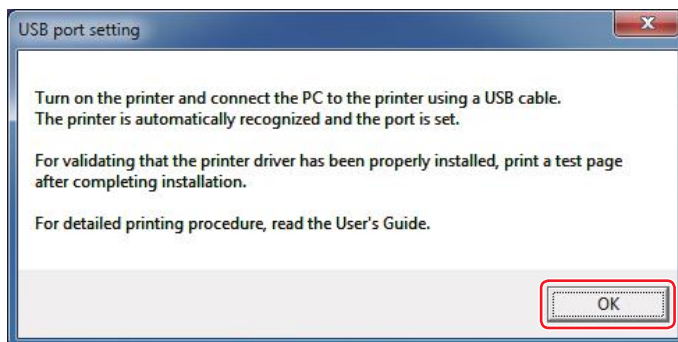 USB port setting
Turn on the printer and connect the PC to the printer using a USB cable.
The printer is automatically recognized and the port is set.
For validating that the printer driver has been properly installed, print a test page
after completing installation.
For detailed printing procedure, read the User's Guide.
OK